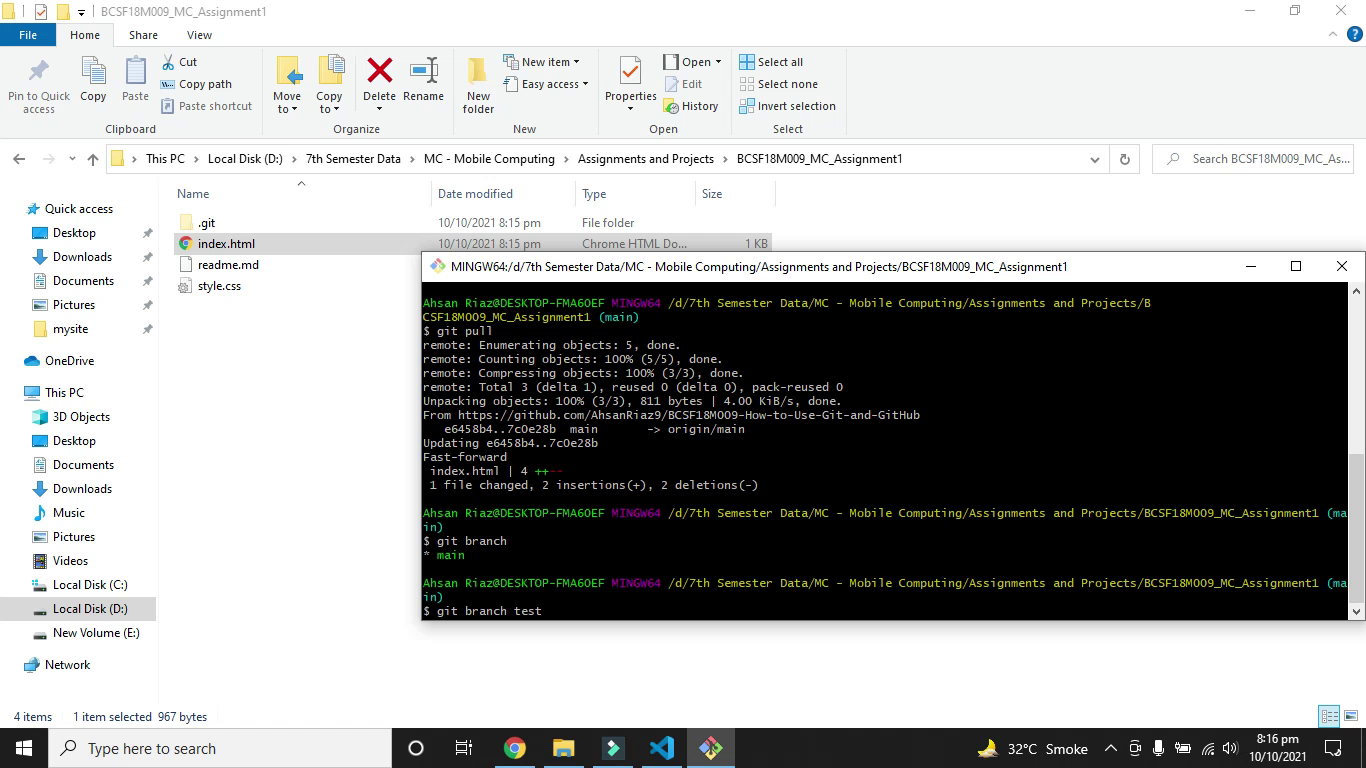 BCSF18M009_MC_Assignment1
File Home Share View
Pin to Quick access
Copy
Paste
Cut
Copy path
Paste shortcut
Clipboard
Move to
Copy to
Delete
Rename
Organize
New folder
New item
Easy access
New
Properties
Open
Edit
History
Open
Select all
Select none
Invert selection
Select
This PC > Local Disk (D:) > 7th Semester Data > MC - Mobile Computing > Assignments and Projects > BCSF18M009_MC_Assignment1
Search BCSF18M009_MC_As...
Name Date modified Type Size
.git 10/10/2021 8:15 pm File folder
index.html 10/10/2021 8:15 pm Chrome HTML Do... 1 KB
readme.md
style.css
Quick access
Desktop
Downloads
Documents
Pictures
mysite
OneDrive
This PC
3D Objects
Desktop
Documents
Downloads
Music
Pictures
Videos
Local Disk (C:)
Local Disk (D:)
New Volume (E:)
Network
MINGW64:/d/7th Semester Data/MC - Mobile Computing/Assignments and Projects/BCSF18M009_MC_Assignment1
Ahsan Riaz@DESKTOP-FMA6OEF MINGW64 /d/7th Semester Data/MC - Mobile Computing/Assignments and Projects/B
CSF18M009_MC_Assignment1 (main)
$ git pull
remote: Enumerating objects: 5, done.
remote: Counting objects: 100% (5/5), done.
remote: Compressing objects: 100% (3/3), done.
remote: Total 3 (delta 1), reused 0 (delta 0), pack-reused 0
Unpacking objects: 100% (3/3), 811 bytes | 4.00 KiB/s, done.
From https://github.com/AhsanRiaz9/BCSF18M009-How-to-Use-Git-and-GitHub
e6458b4..7c0e28b main -> origin/main
Updating e6458b4..7c0e28b
Fast-forward
index.html | 4 ++--
1 file changed, 2 insertions(+), 2 deletions(-)
Ahsan Riaz@DESKTOP-FMA6OEF MINGW64 /d/7th Semester Data/MC - Mobile Computing/Assignments and Projects/BCSF18M009_MC_Assignment1 (ma
in)
$ git branch
* main
Ahsan Riaz@DESKTOP-FMA6OEF MINGW64 /d/7th Semester Data/MC - Mobile Computing/Assignments and Projects/BCSF18M009_MC_Assignment1 (ma
in)
$ git branch test
4 items 1 item selected 967 bytes
Type here to search
32°C Smoke
8:16 pm
10/10/2021